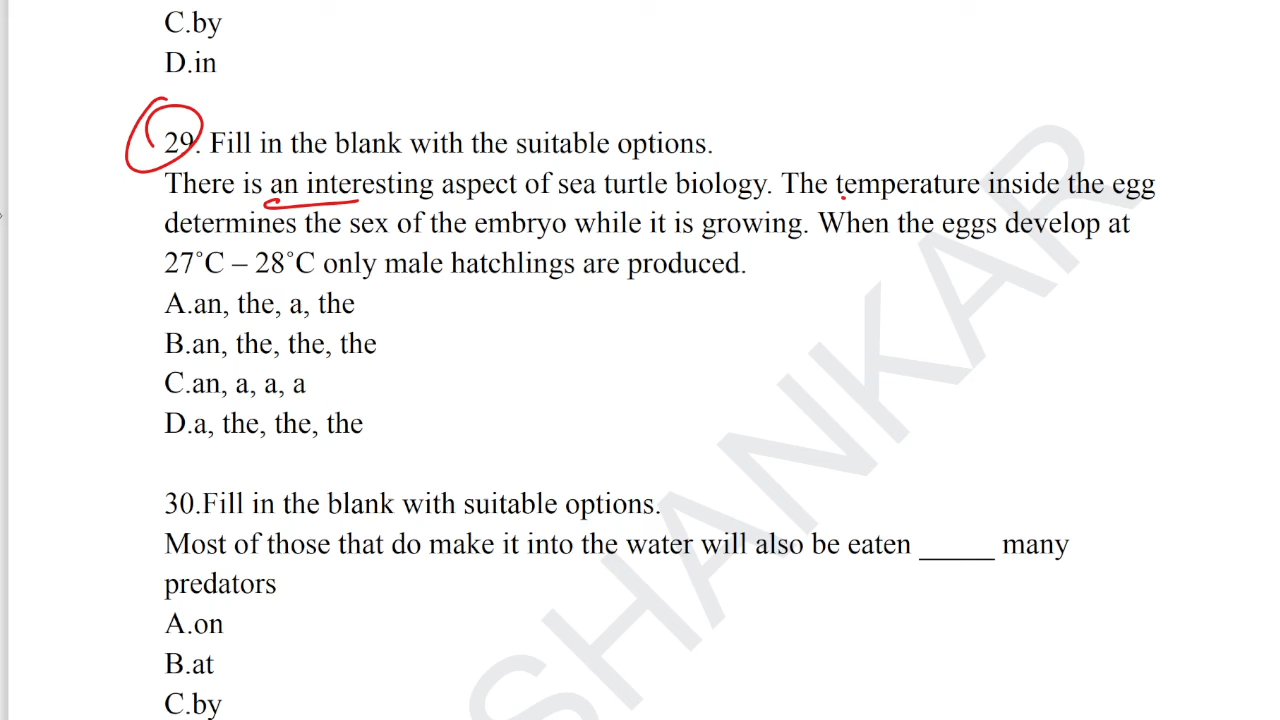 C.by
D.in
29. Fill in the blank with the suitable options.
There is an interesting aspect of sea turtle biology. The temperature inside the egg
determines the sex of the embryo while it is growing. When the eggs develop at
27˚C – 28˚C only male hatchlings are produced.
A.an, the, a, the
B.an, the, the, the
C.an, a, a, a
D.a, the, the, the
30.Fill in the blank with suitable options.
Most of those that do make it into the water will also be eaten _____ many
predators
A.on
B.at
C.by
SHANKAR